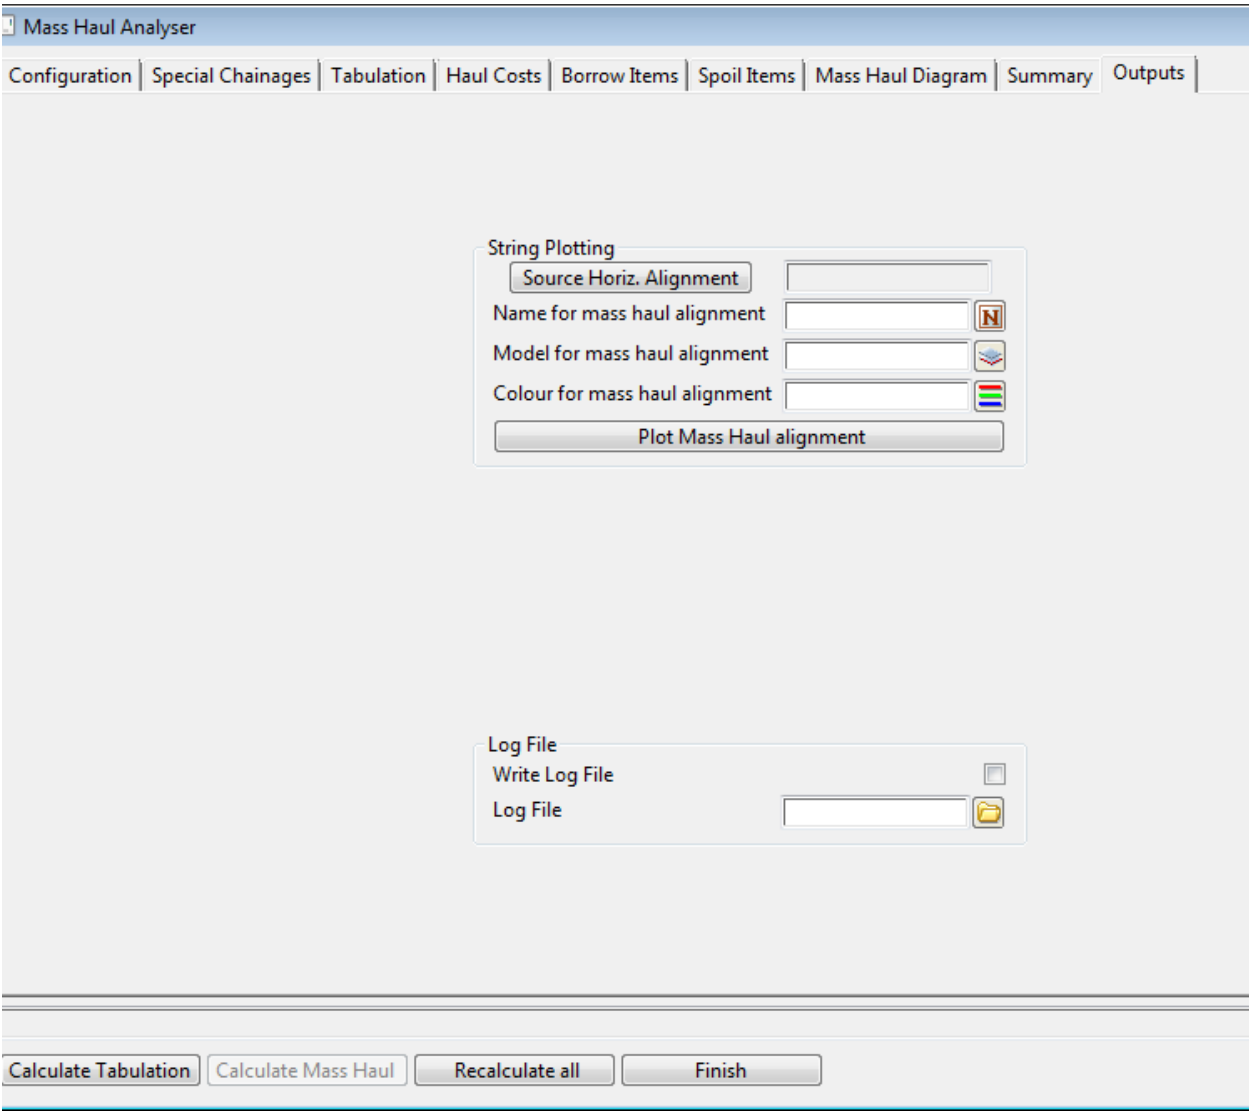 Mass Haul Analyser
Configuration Special Chainages Tabulation Haul Costs Borrow Items Spoil Items Mass Haul Diagram Summary Outputs
String Plotting
Source Horiz. Alignment
Name for mass haul alignment N
Model for mass haul alignment
Colour for mass haul alignment
Plot Mass Haul alignment
Log File
Write Log File
Log File
Calculate Tabulation Calculate Mass Haul Recalculate all Finish